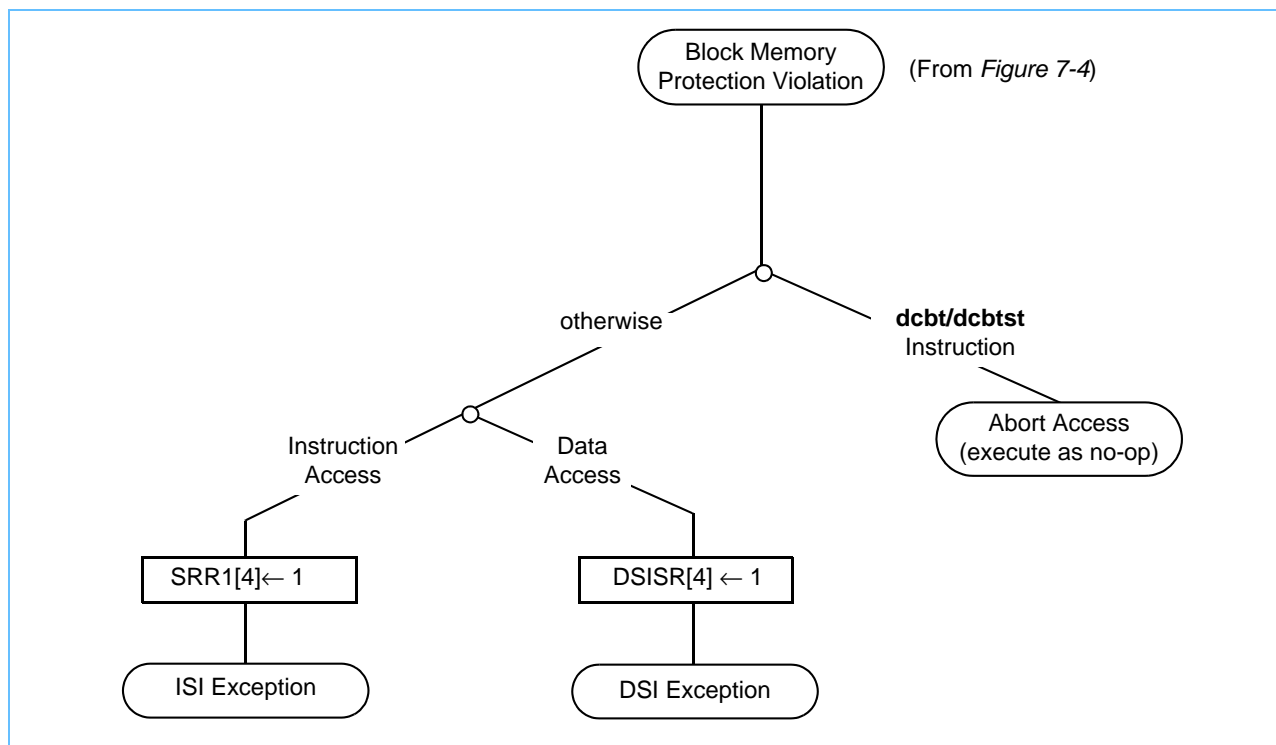 Block Memory
Protection Violation
(From Figure 7-4)
otherwise
dcbt/dcbtst
Instruction
Abort Access
(execute as no-op)
Instruction
Access
Data
Access
SRR1[4]← 1
DSISR[4] ← 1
ISI Exception
DSI Exception